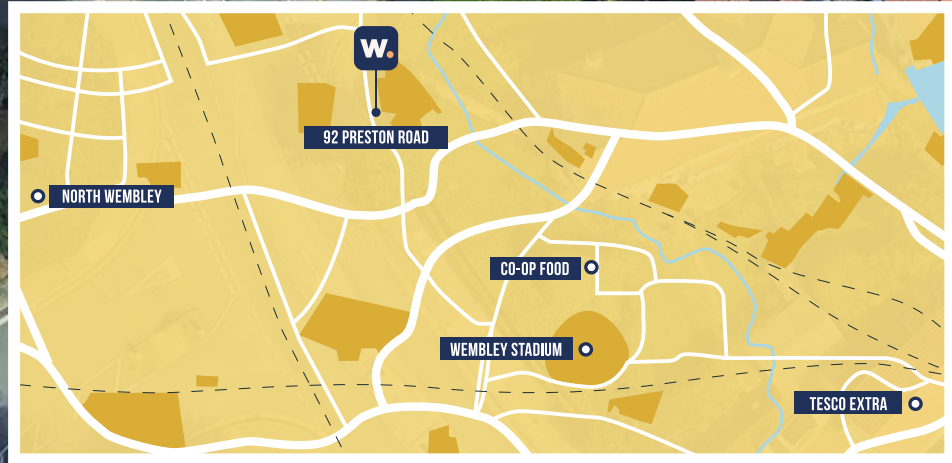 W.
92 PRESTON ROAD
NORTH WEMBLEY
CO-OP FOOD
WEMBLEY STADIUM
TESCO EXTRA